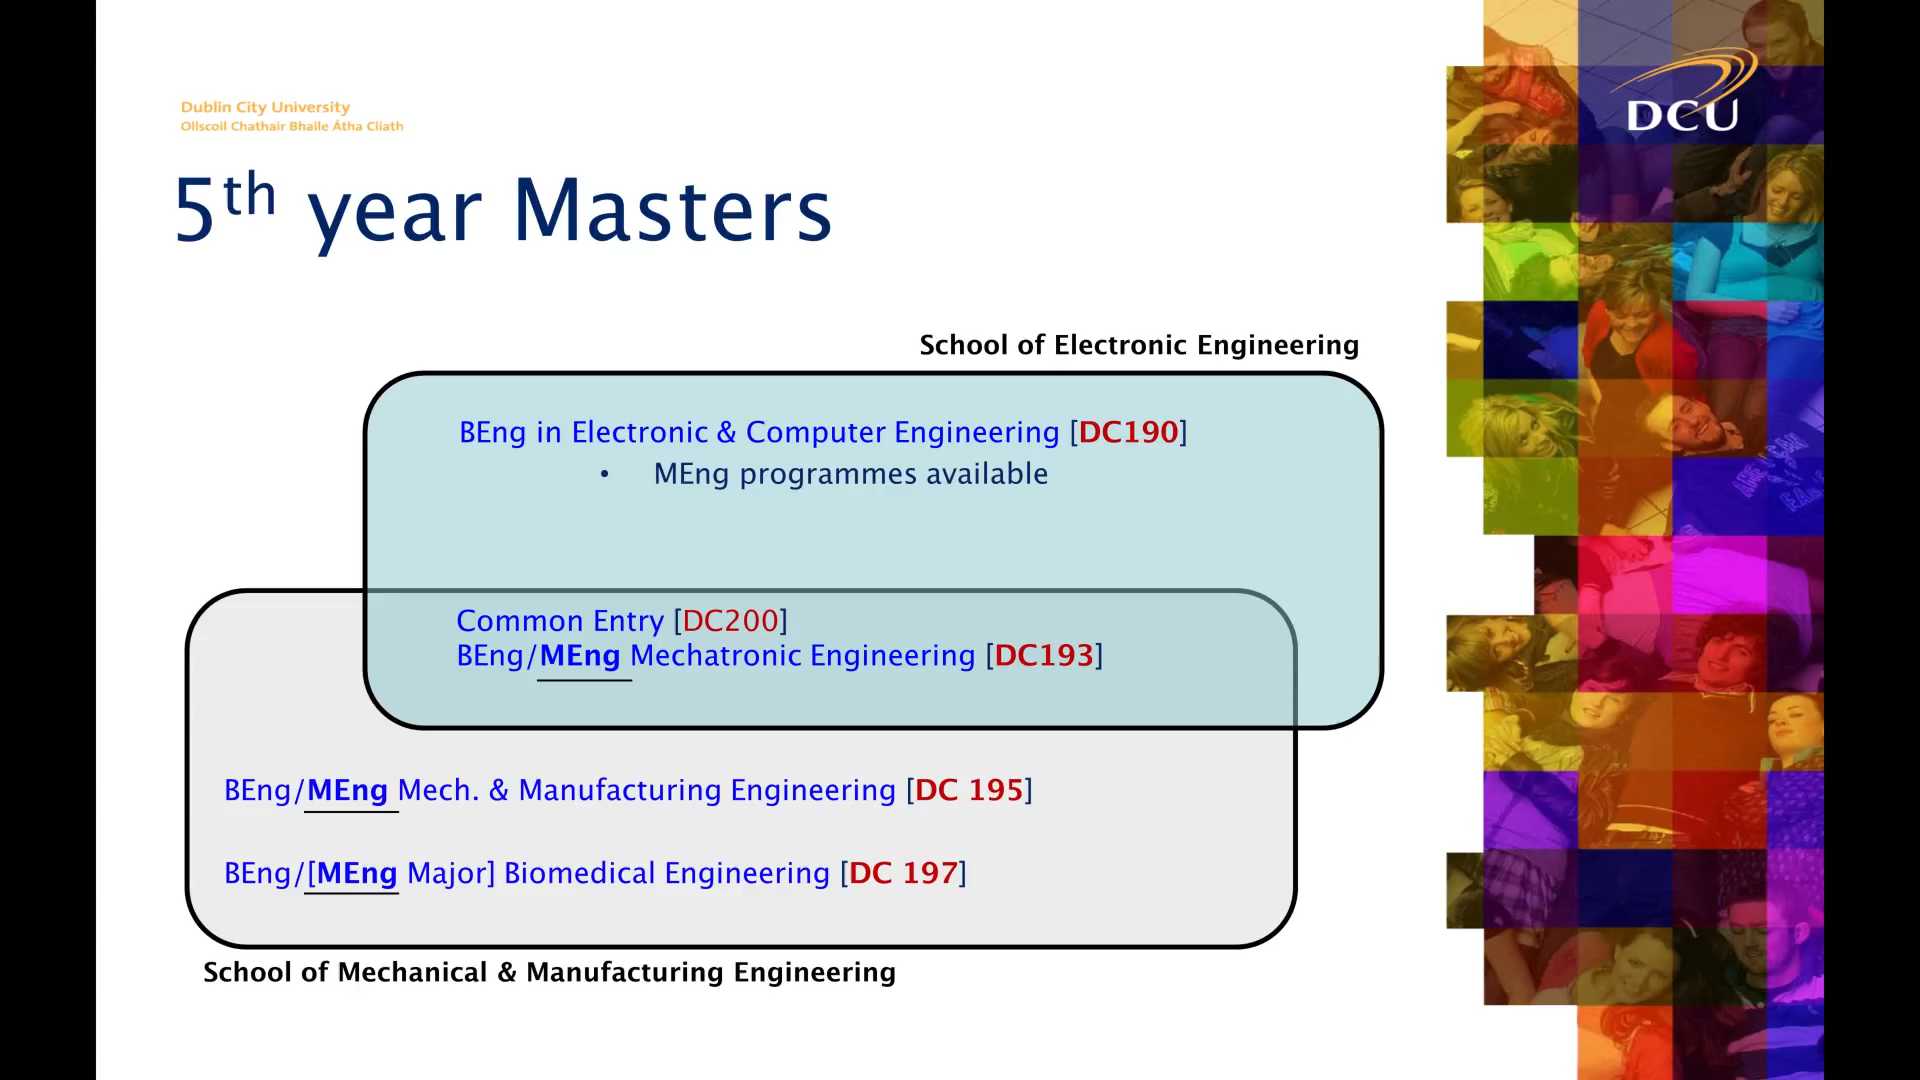 Dublin City University
Ollscoil Chathair Bhaile Átha Cliath
DCU
5th year Masters
School of Electronic Engineering
BEng in Electronic & Computer Engineering [DC190]
• MEng programmes available
Common Entry [DC200]
BEng/MEng Mechatronic Engineering [DC193]
BEng/MEng Mech. & Manufacturing Engineering [DC 195]
BEng/[MEng Major] Biomedical Engineering [DC 197]
School of Mechanical & Manufacturing Engineering